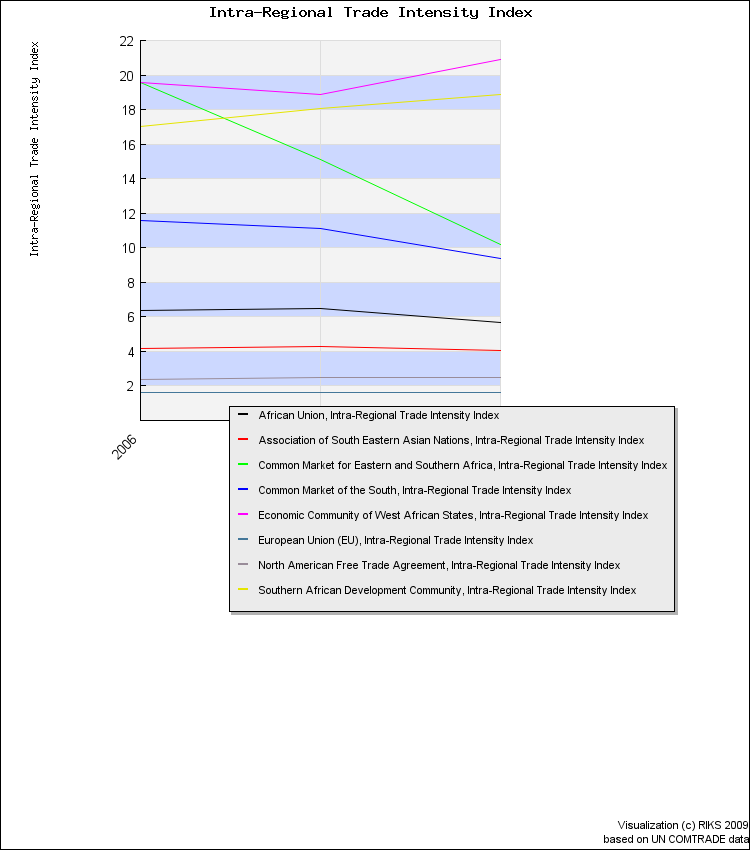 Intra-Regional Trade Intensity Index
Intra-Regional Trade Intensity Index
22
20
18
16
14
12
10
8
6
4
2
2006
African Union, Intra-Regional Trade Intensity Index
Association of South Eastern Asian Nations, Intra-Regional Trade Intensity Index
Common Market for Eastern and Southern Africa, Intra-Regional Trade Intensity Index
Common Market of the South, Intra-Regional Trade Intensity Index
Economic Community of West African States, Intra-Regional Trade Intensity Index
European Union (EU), Intra-Regional Trade Intensity Index
North American Free Trade Agreement, Intra-Regional Trade Intensity Index
Southern African Development Community, Intra-Regional Trade Intensity Index
Visualization (c) RIKS 2009
based on UN COMTRADE data